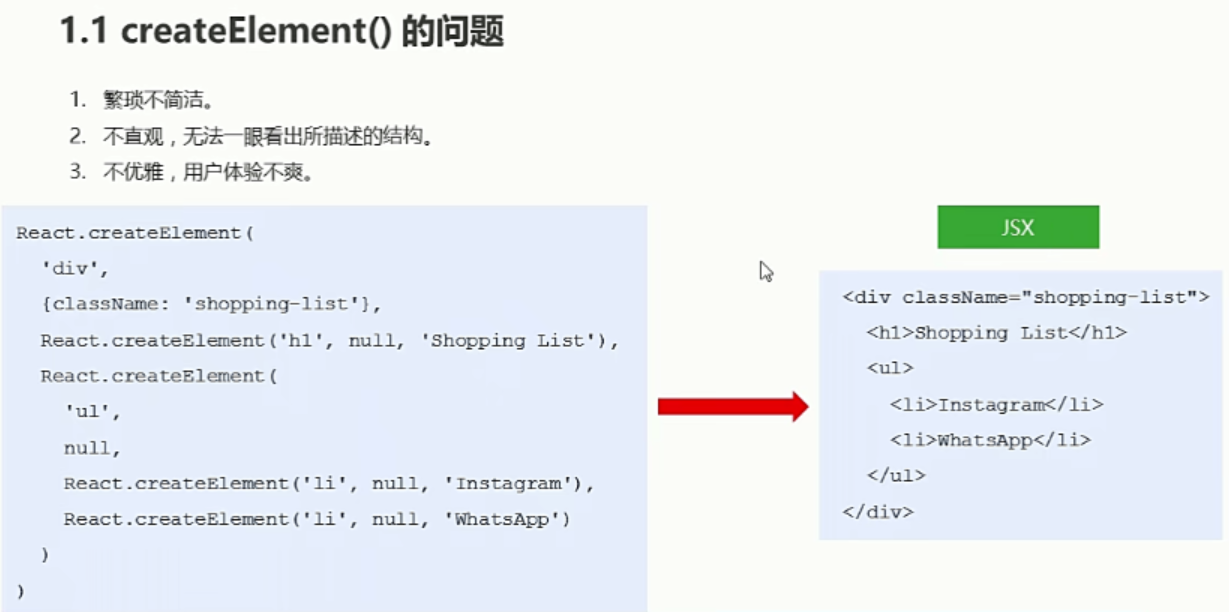 1.1 createElement() 的问题
1. 繁琐不简洁。
2. 不直观，无法一眼看出所描述的结构。
3. 不优雅，用户体验不爽。
React.createElement(
'div',
{className: 'shopping-list'},
React.createElement('h1', null, 'Shopping List'),
React.createElement(
'ul',
null,
React.createElement('li', null, 'Instagram'),
React.createElement('li', null, 'WhatsApp')
)
)
JSX
<div className="shopping-list">
<h1>Shopping List</h1>
<ul>
<li>Instagram</li>
<li>WhatsApp</li>
</ul>
</div>